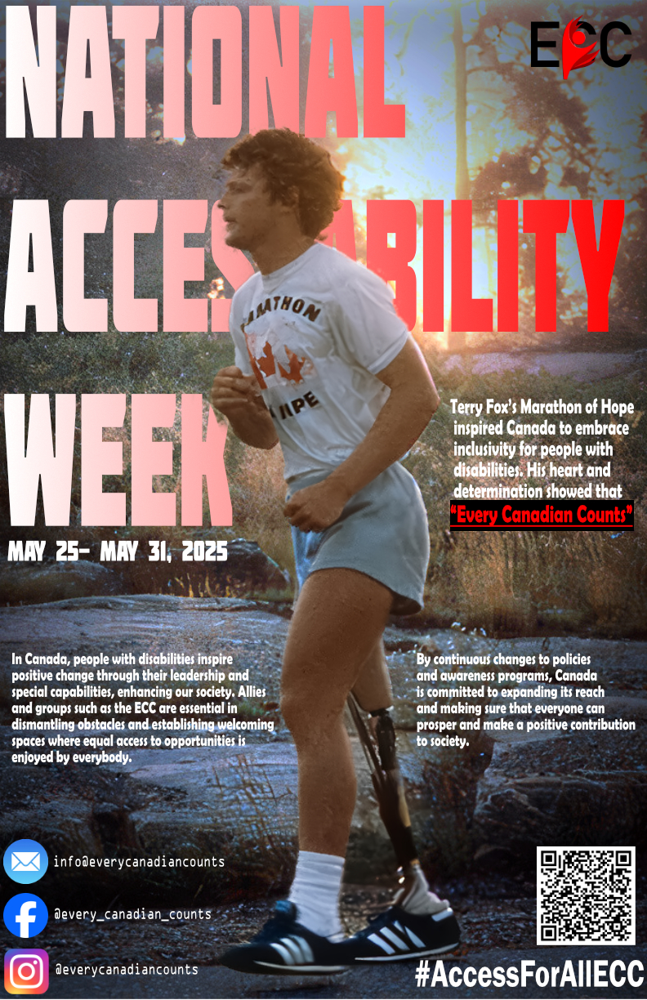 NATIONAL
ECC
ACCESSIBILITY
MARATHON
HOPE
WEEK
MAY 25- MAY 31, 2025
Terry Fox's Marathon of Hope
inspired Canada to embrace
inclusivity for people with
disabilities. His heart and
determination showed that
“Every Canadian Counts”
In Canada, people with disabilities inspire
positive change through their leadership and
special capabilities, enhancing our society. Allies
and groups such as the ECC are essential in
dismantling obstacles and establishing welcoming
spaces where equal access to opportunities is
enjoyed by everybody.
By continuous changes to policies
and awareness programs, Canada
is committed to expanding its reach
and making sure that everyone can
prosper and make a positive contribution
to society.
info@everycanadiancounts
@every_canadian_counts
@everycanadiancounts
#AccessForAllECC